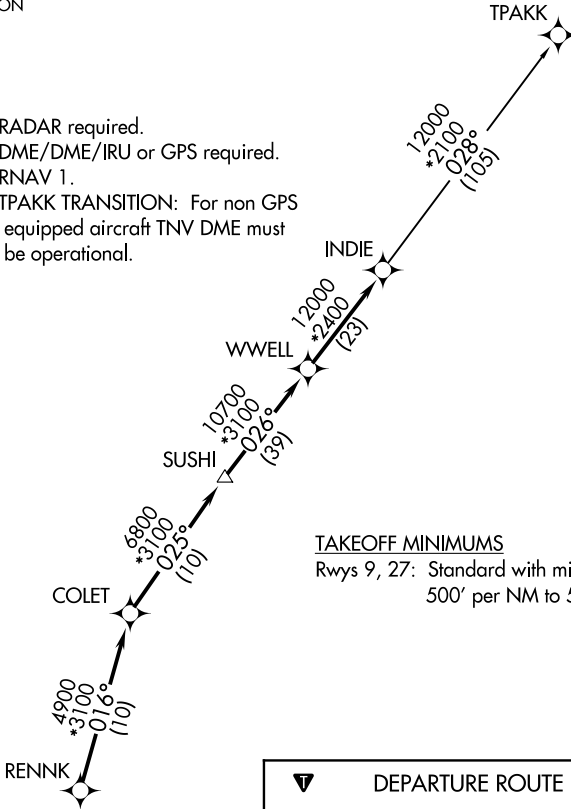 ON
TPAKK
RADAR required.
DME/DME/IRU or GPS required.
RNAV 1.
TPAKK TRANSITION: For non GPS
equipped aircraft TNV DME must
be operational.
12000
*2100
028°
(105)
INDIE
12000
*2400
(23)
WWELL
10700
*3100
026°
(39)
SUSHI
6800
*3100
025°
(10)
TAKEOFF MINIMUMS
Rwys 9, 27: Standard with mi
500' per NM to 5
COLET
4900
*3100
016°
(10)
RENNK
T DEPARTURE ROUTE